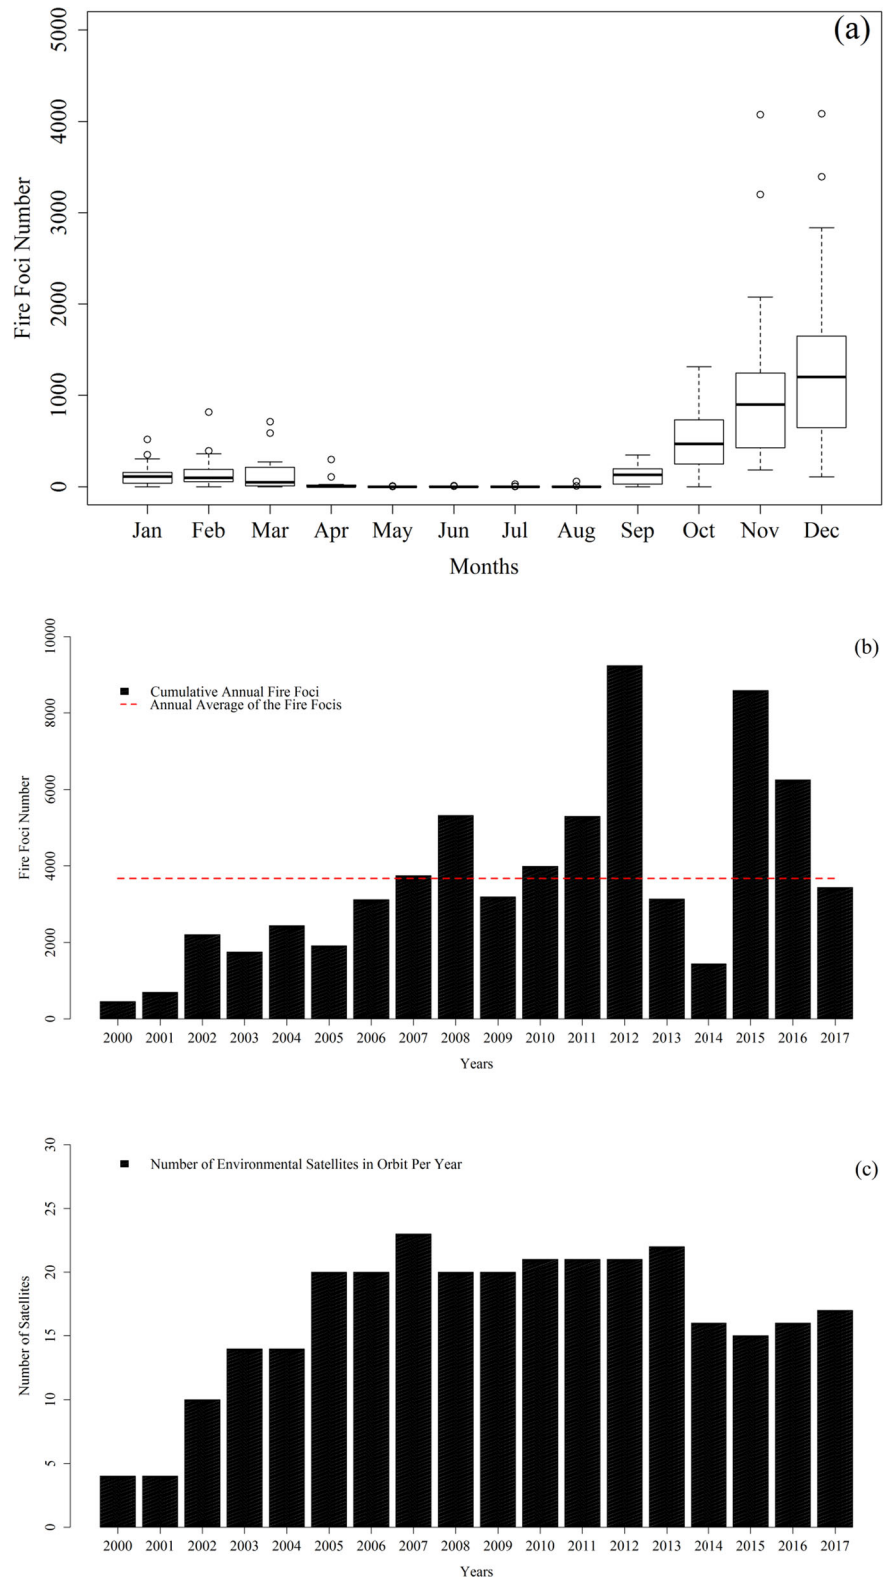 (a)
5000
4000
3000
2000
1000
0
Fire Foci Number
Jan Feb Mar Apr May Jun Jul Aug Sep Oct Nov Dec
Months
(b)
10000
8000
6000
4000
2000
0
Fire Foci Number
Cumulative Annual Fire Foci
Annual Average of the Fire Focis
2000 2001 2002 2003 2004 2005 2006 2007 2008 2009 2010 2011 2012 2013 2014 2015 2016 2017
Years
(c)
30
25
20
15
10
5
0
Number of Satellites
Number of Environmental Satellites in Orbit Per Year
2000 2001 2002 2003 2004 2005 2006 2007 2008 2009 2010 2011 2012 2013 2014 2015 2016 2017
Years